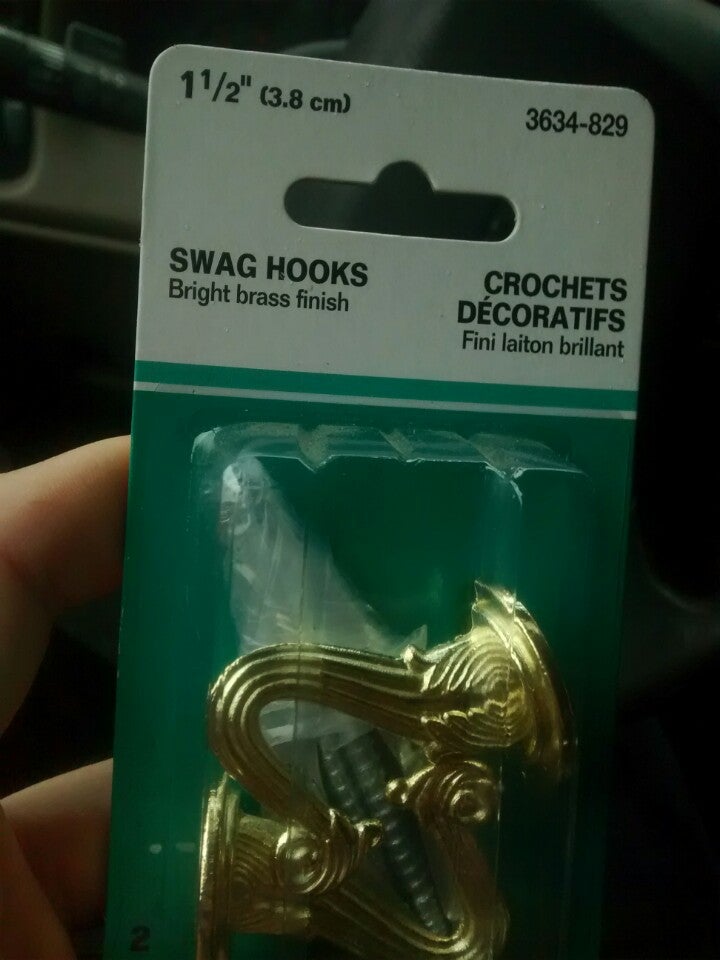 1 1/2" (3.8 cm)
3634-829
SWAG HOOKS
Bright brass finish
CROCHETS
DÉCORATIFS
Fini laiton brillant
2